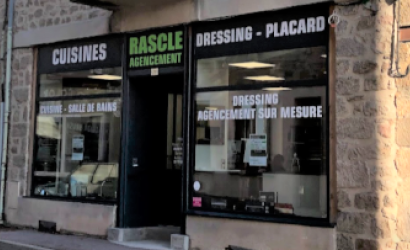 CUISINES
RASCLE
AGENCEMENT
DRESSING - PLACARD
CUISINE - SALLE DE BAINS
DRESSING
AGENCEMENT SUR MESURE